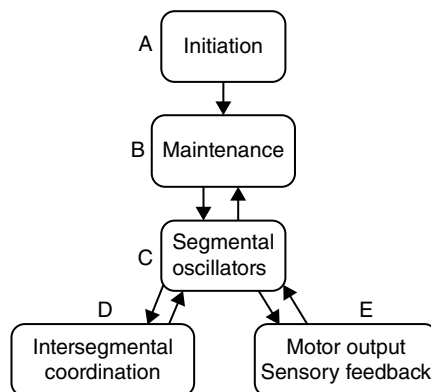 A
Initiation
B
Maintenance
C
Segmental
oscillators
D
Intersegmental
coordination
E
Motor output
Sensory feedback